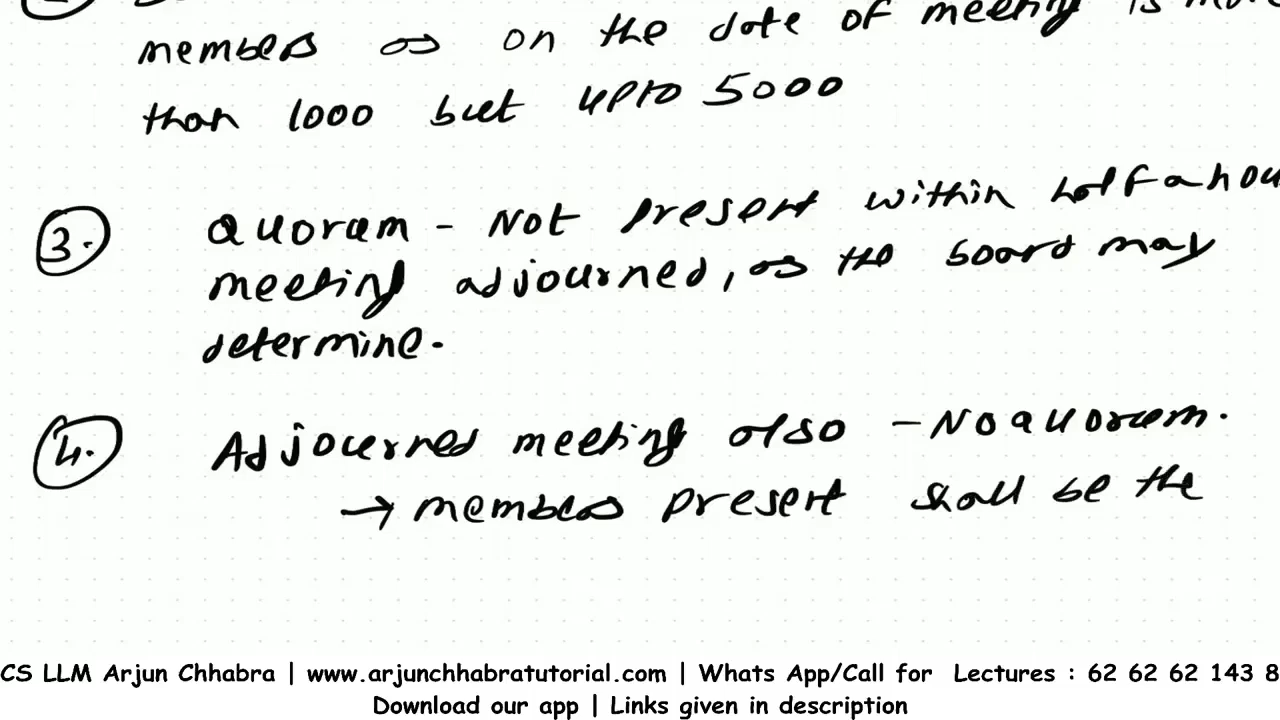 2
members as on the date of meeting is more
than 1000 but upto 5000
3. Quoram - Not present within half a hou
meeting adjourned, as the board may
determine.
4. Adjourned meeting also - No quoram.
→ members present shall be the
CS LLM Arjun Chhabra | www.arjunchhabratutorial.com | Whats App/Call for Lectures : 62 62 62 143 8
Download our app | Links given in description